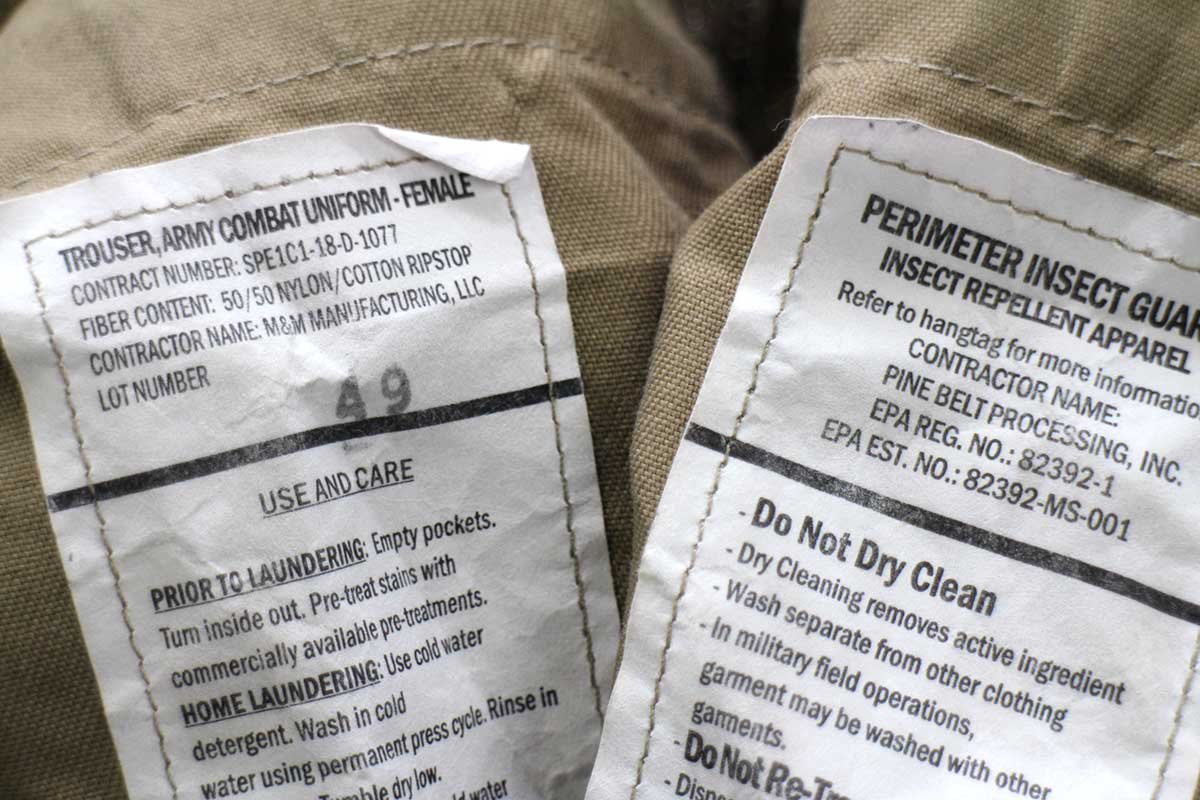 TROUSER, ARMY COMBAT UNIFORM - FEMALE
CONTRACT NUMBER: SPE1C1-18-D-1077
FIBER CONTENT: 50/50 NYLON/COTTON RIPSTOP
CONTRACTOR NAME: M&M MANUFACTURING, LLC
LOT NUMBER
49
USE AND CARE
PRIOR TO LAUNDERING: Empty pockets.
Turn inside out. Pre-treat stains with
commercially available pre-treatments.
HOME LAUNDERING: Use cold water
detergent. Wash in cold
water using permanent press cycle. Rinse in
Tumble dry low.
water
PERIMETER INSECT
INSECT REPELLENT APPAREL
Refer to hangtag for more
CONTRACTOR NAME:
PINE BELT PROCESSING, INC.
EPA REG. NO.: 82392-1
EPA EST. NO.: 82392-MS-001
- Do Not Dry Clean
- Dry Cleaning removes active ingredient
- Wash separate from other clothing
- In military field operations,
garment may be washed with other
garments.
- Do Not